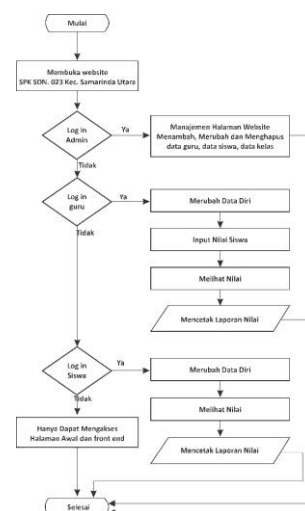 Mulai
Membuka website
SPK SDN. 023 Kec. Samarinda Utara
Log in
Admin
Ya
Manajemen Halaman Website
Menambah, Merubah dan Menghapus
data guru, data siswa, data kelas
Tidak
Log in
guru
Ya
Merubah Data Diri
Tidak
Input Nilai Siswa
Melihat Nilai
Mencetak Laporan Nilai
Log in
Siswa
Ya
Merubah Data Diri
Tidak
Melihat Nilai
Hanya Dapat Mengakses
Halaman Awal dan front end
Mencetak Laporan Nilai
Selesai